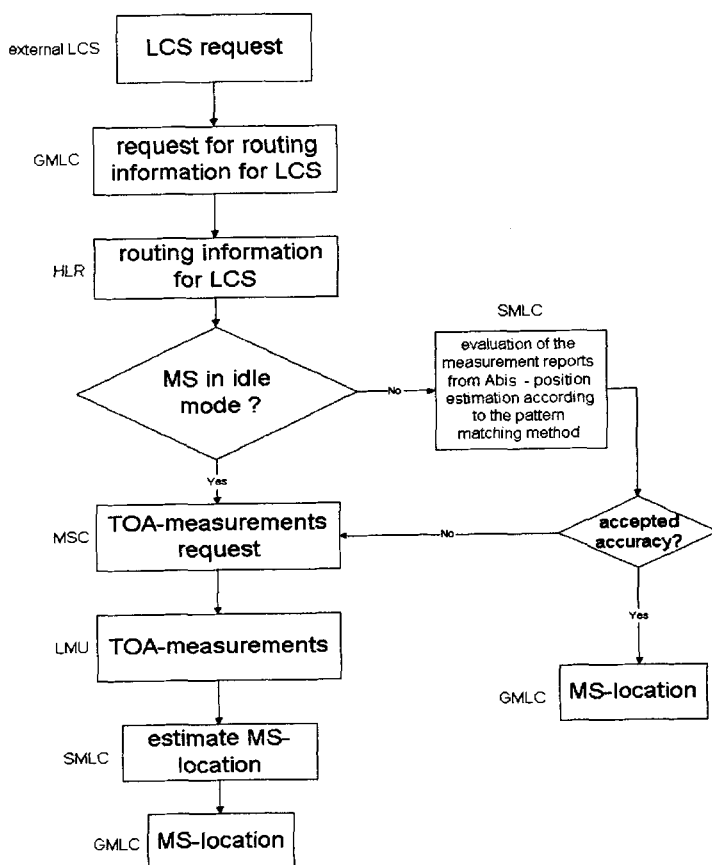 external LCS
LCS request
GMLC
request for routing
information for LCS
HLR
routing information
for LCS
MS in idle
mode ?
No
SMLC
evaluation of the
measurement reports
from Abis - position
estimation according
to the pattern
matching method
Yes
accepted
accuracy?
No
MSC
TOA-measurements
request
Yes
LMU
TOA-measurements
GMLC
MS-location
SMLC
estimate MS-
location
GMLC
MS-location